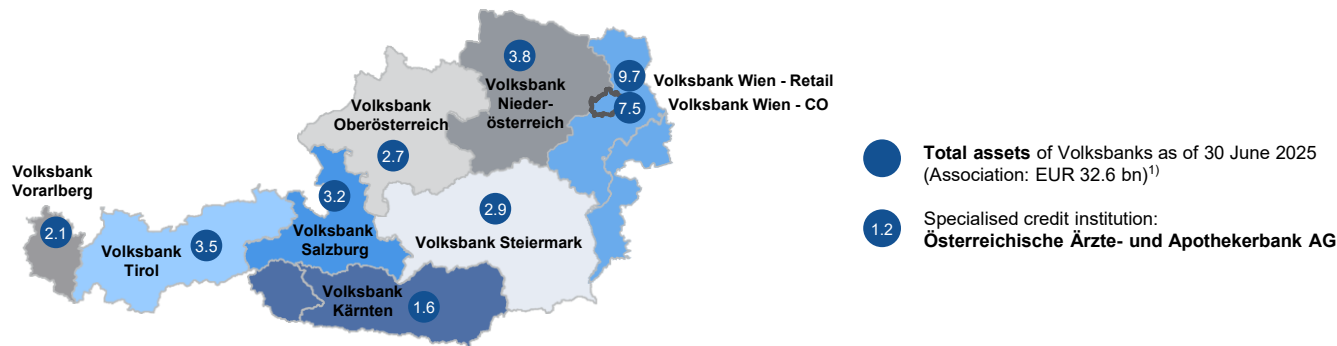 3.8
Volksbank
Nieder-
österreich
9.7
Volksbank Wien - Retail
7.5
Volksbank Wien - CO
Volksbank
Oberösterreich
2.7
Volksbank
Vorarlberg
2.1
Volksbank
Tirol
3.5
3.2
Volksbank
Salzburg
2.9
Volksbank Steiermark
Volksbank
Kärnten
1.6
Total assets of Volksbanks as of 30 June 2025
(Association: EUR 32.6 bn)1)
1.2
Specialised credit institution:
Österreichische Ärzte- und Apothekerbank AG